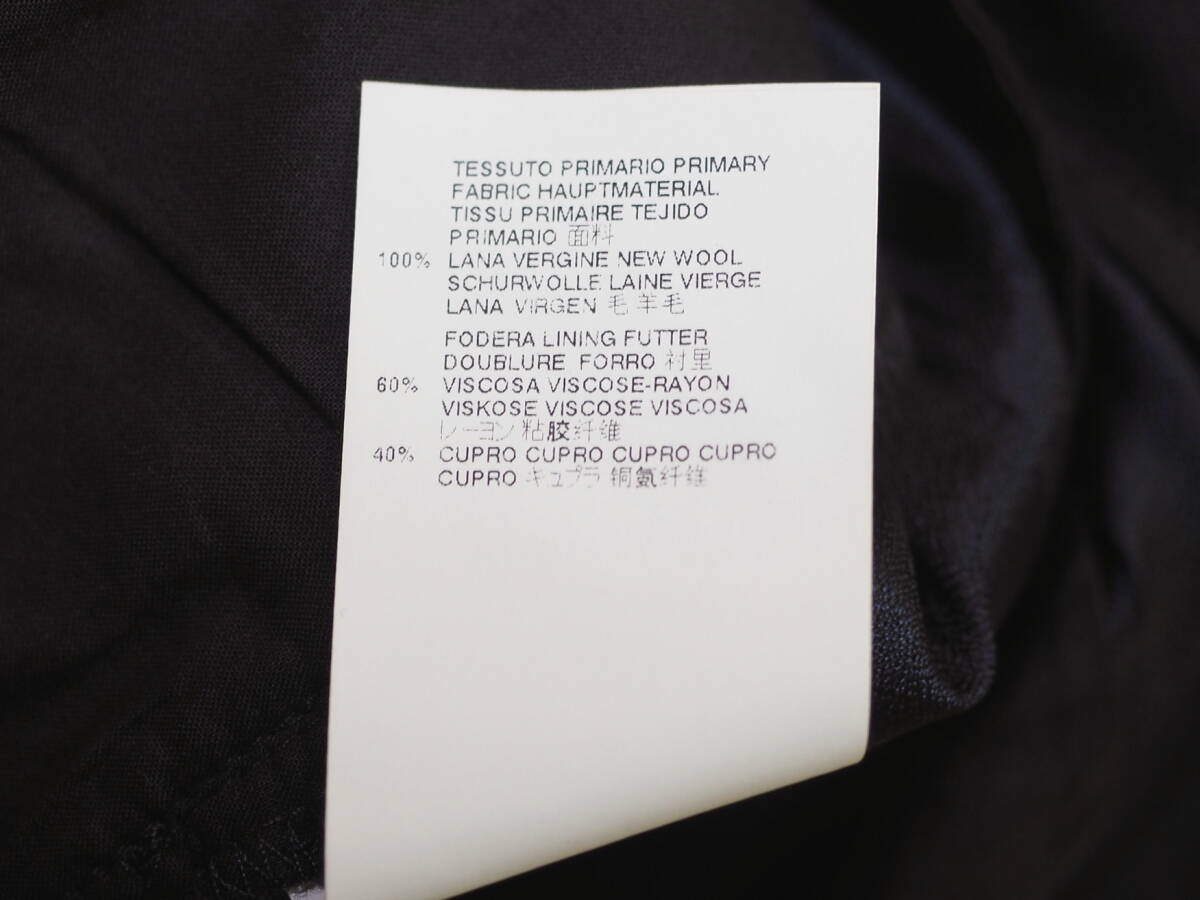 TESSUTO PRIMARIO PRIMARY
FABRIC HAUPTMATERIAL
TISSU PRIMAIRE TEJIDO
PRIMARIO 面料
100% LANA VERGINE NEW WOOL
SCHURWOLLE LAINE VIERGE
LANA VIRGEN 毛 羊毛
FODERA LINING FUTTER
DOUBLURE FORRO 衬里
60% VISCOSA VISCOSE-RAYON
VISKOSE VISCOSE VISCOSA
レーヨン 粘胶纤维
40% CUPRO CUPRO CUPRO CUPRO
CUPRO キュプラ 铜氨纤维